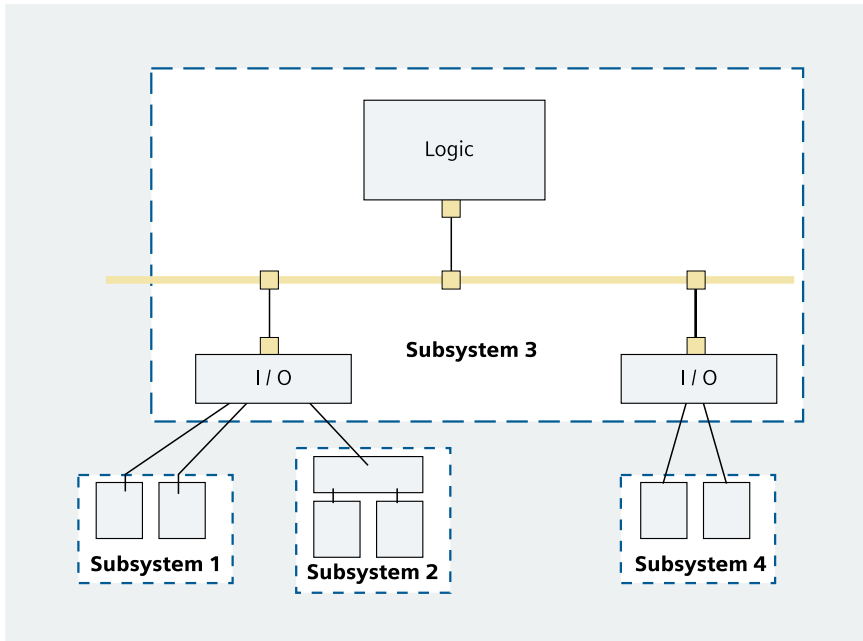 Logic
Subsystem 3
I / O
I / O
Subsystem 1
Subsystem 2
Subsystem 4